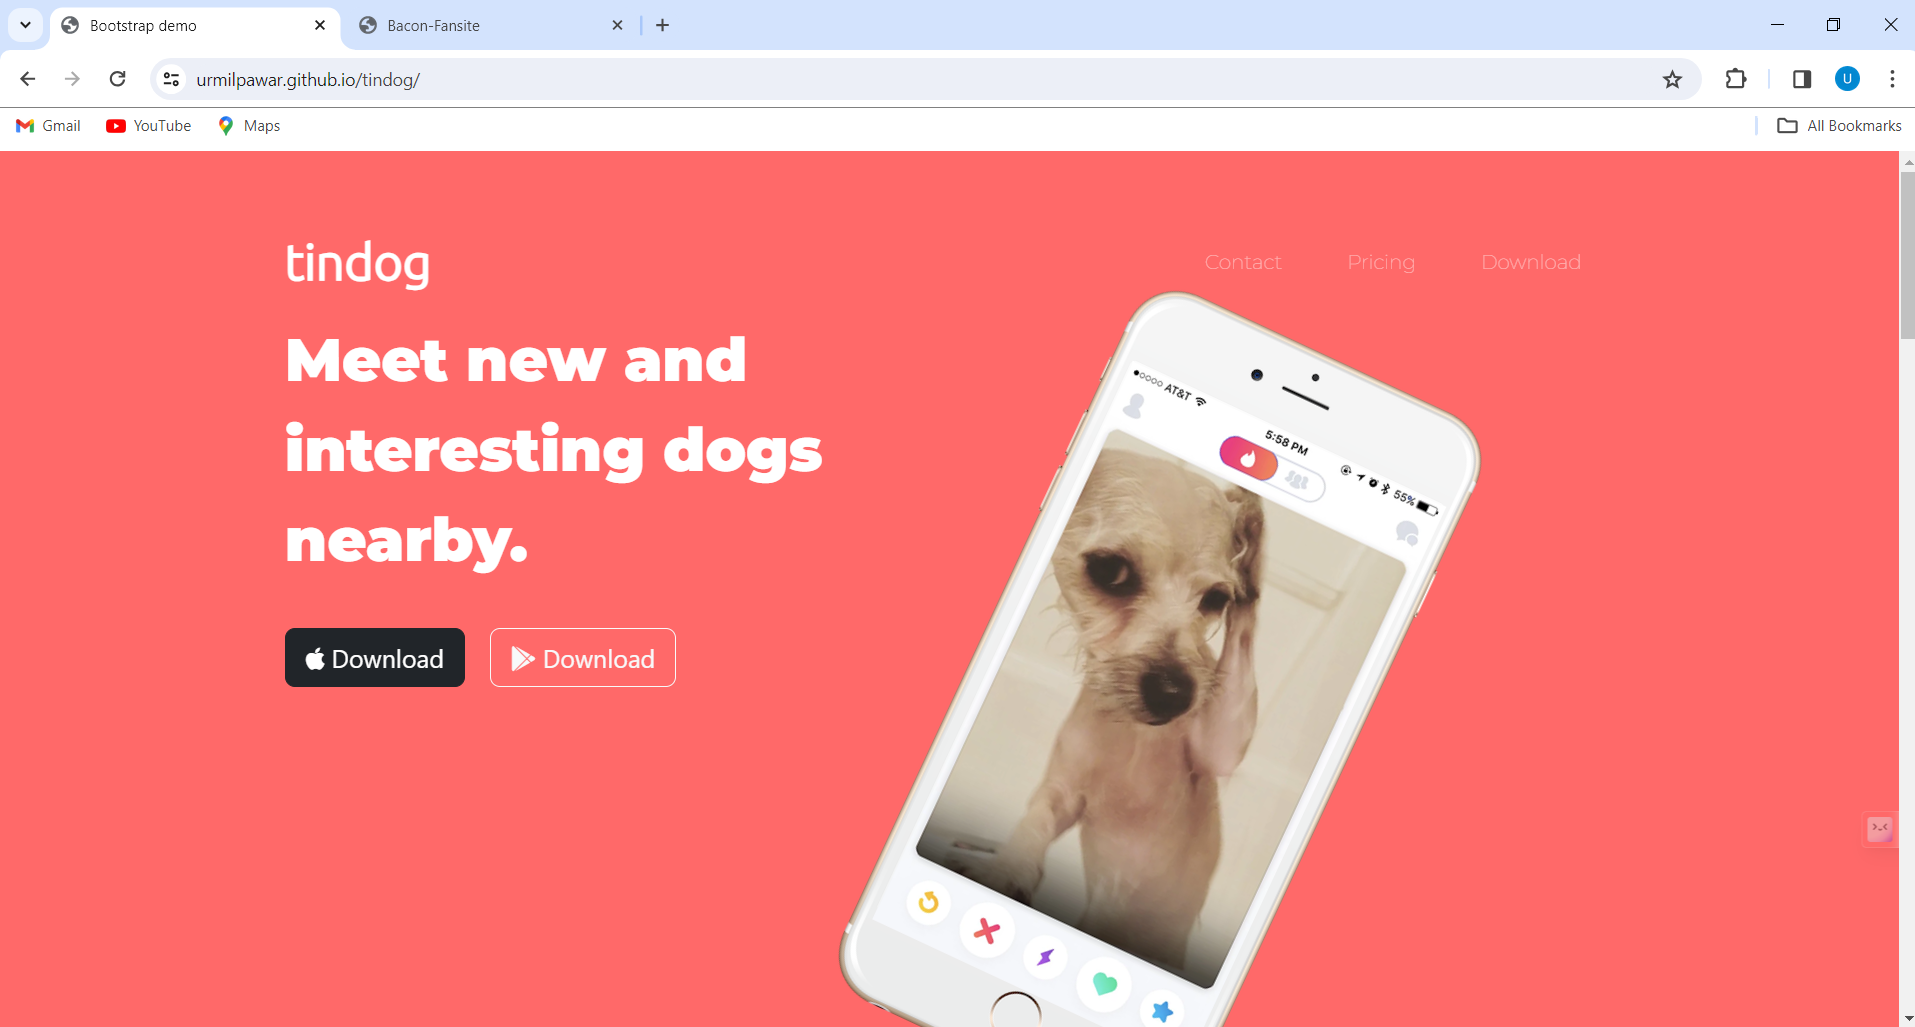 Bootstrap demo
Bacon-Fansite
urmilpawar.github.io/tindog/
U
Gmail
YouTube
Maps
All Bookmarks
tindog
Contact
Pricing
Download
Meet new and
interesting dogs
nearby.
Download
Download
AT&T
5:58 PM
55%